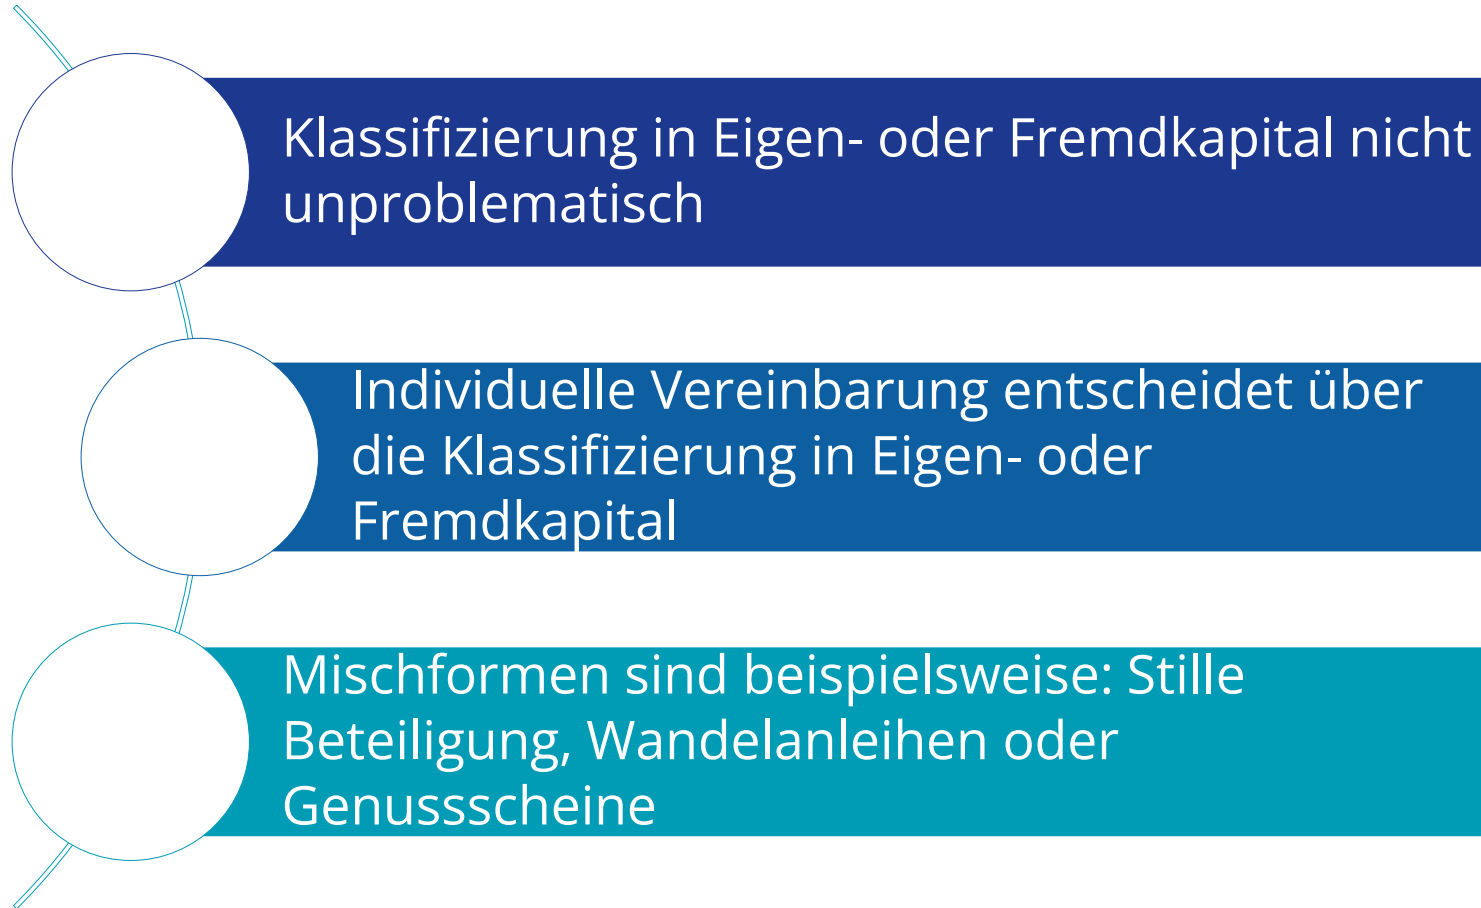 Klassifizierung in Eigen- oder Fremdkapital nicht
unproblematisch
Individuelle Vereinbarung entscheidet über
die Klassifizierung in Eigen- oder
Fremdkapital
Mischformen sind beispielsweise: Stille
Beteiligung, Wandelanleihen oder
Genussscheine